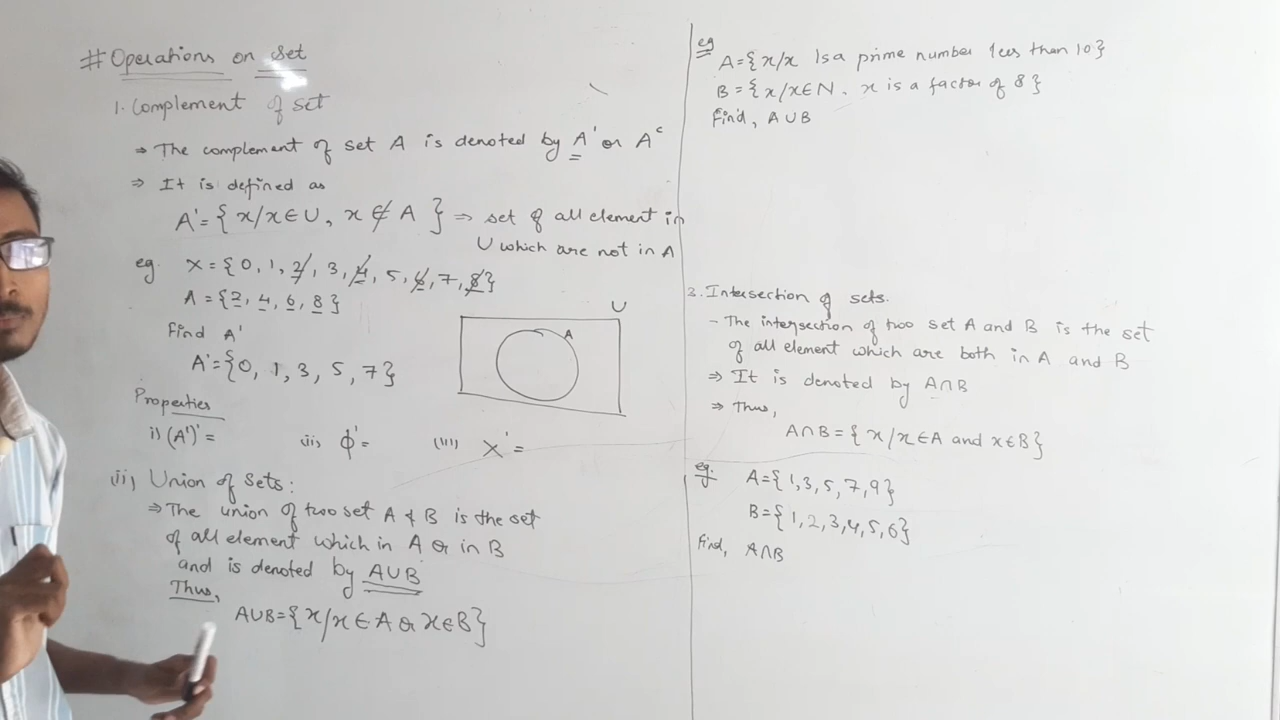 # Operations on set
1. Complement of set
⇒ The complement of set A is denoted by A' or Aᶜ
⇒ It is defined as
A' = { x/x ∈ U, x ∉ A } ⇒ set of all element in
U which are not in A
eg. X = {0, 1, 2, 3, 4, 5, 6, 7, 8}
A = {2, 4, 6, 8}
Find A'
A' = {0, 1, 3, 5, 7}
U
A
Properties
i) (A')' = (ii) ϕ' = (iii) X' =
(ii) Union of Sets:
⇒ The union of two set A & B is the set
of all element which in A or in B
and is denoted by A∪B
Thus,
A∪B = {x/x ∈ A or x ∈ B}
eg A = {x/x Is a prime number less than 10}
B = {x/x ∈ N, x is a factor of 8}
Find, A∪B
3. Intersection of sets.
- The intersection of two set A and B is the set
of all element which are both in A and B
⇒ It is denoted by A∩B
⇒ Thus,
A∩B = { x/x ∈ A and x ∈ B}
eg. A = {1, 3, 5, 7, 9}
B = {1, 2, 3, 4, 5, 6}
Find, A∩B